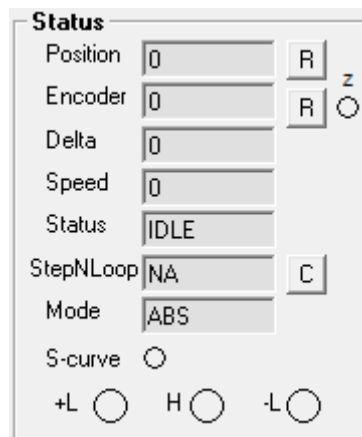 Status
Position 0 R
Z
Encoder 0 R
Delta 0
Speed 0
Status IDLE
StepNLoop NA C
Mode ABS
S-curve
+L H -L